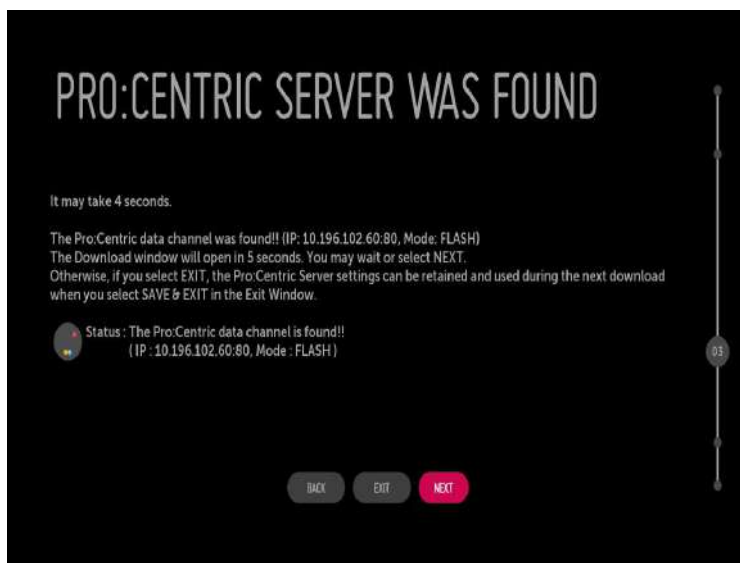 PRO:CENTRIC SERVER WAS FOUND
It may take 4 seconds.
The Pro:Centric data channel was found!! (IP: 10.196.102.60:80, Mode: FLASH)
The Download window will open in 5 seconds. You may wait or select NEXT.
Otherwise, if you select EXIT, the Pro:Centric Server settings can be retained and used during the next download
when you select SAVE & EXIT in the Exit Window.
Status : The Pro:Centric data channel is found!!
( IP : 10.196.102.60:80, Mode : FLASH )
03
BACK EXIT NEXT